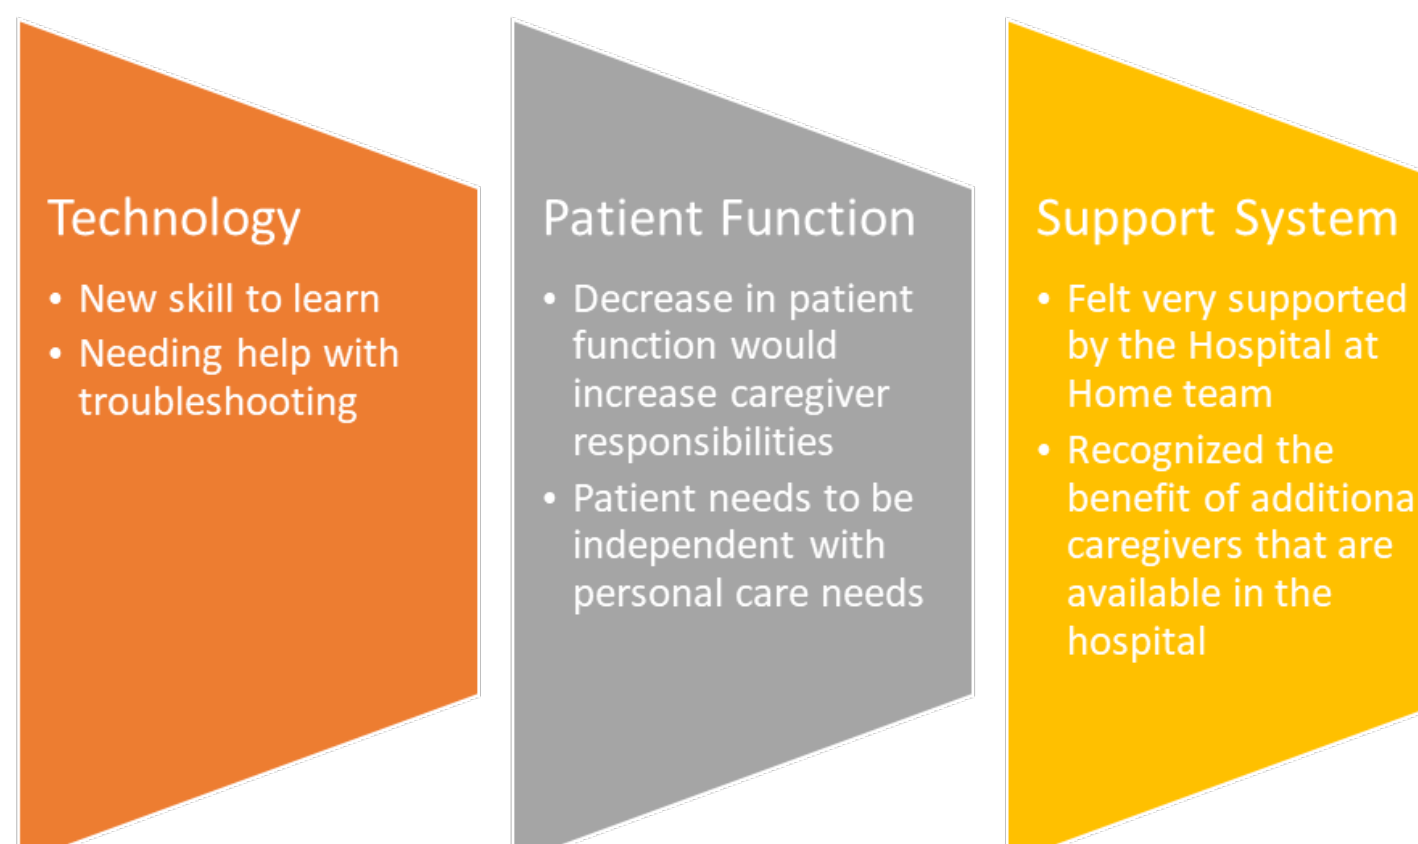 Technology
• New skill to learn
• Needing help with
troubleshooting
Patient Function
• Decrease in patient
function would
increase caregiver
responsibilities
• Patient needs to be
independent with
personal care needs
Support System
• Felt very supported
by the Hospital at
Home team
• Recognized the
benefit of additiona
caregivers that are
available in the
hospital